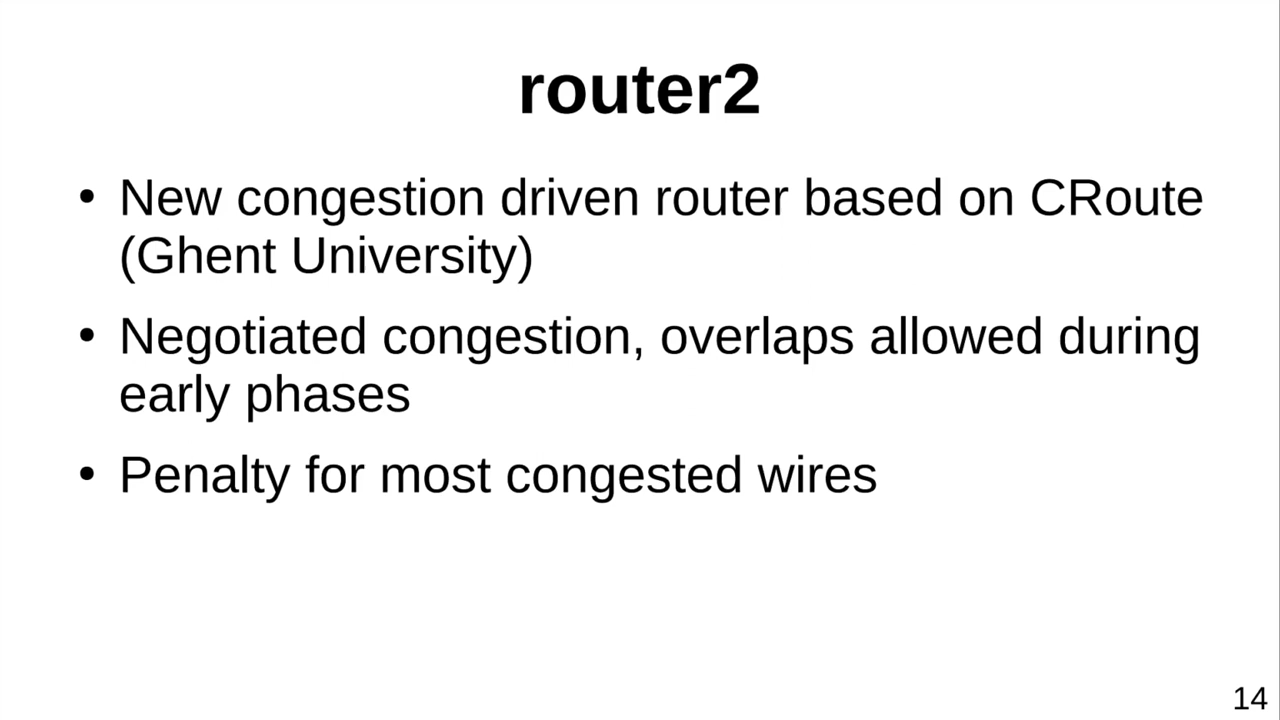 router2
• New congestion driven router based on CRoute
(Ghent University)
• Negotiated congestion, overlaps allowed during
early phases
• Penalty for most congested wires
14